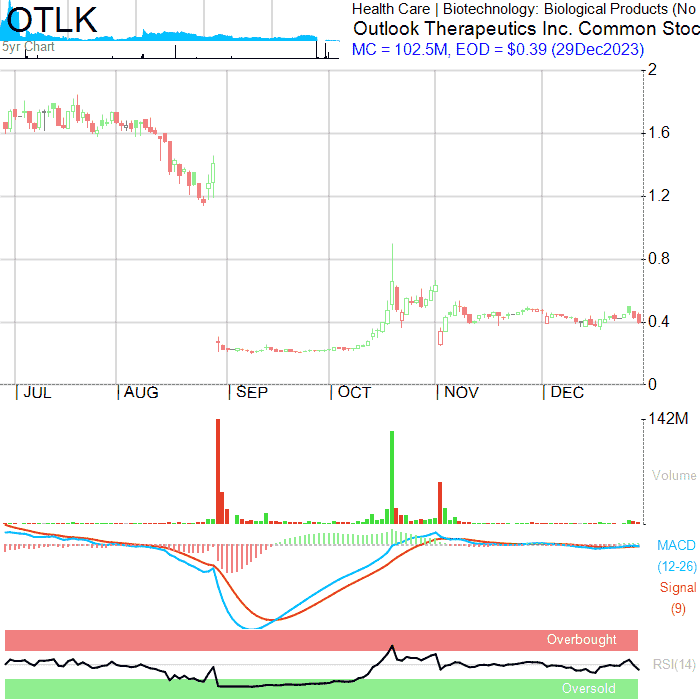 OTLK
5yr Chart
Health Care | Biotechnology: Biological Products (No
Outlook Therapeutics Inc. Common Stoc
MC = 102.5M, EOD = $0.39 (29Dec2023)
2
1.6
1.2
0.8
0.4
0
| JUL | AUG | SEP | OCT | NOV | DEC
142M
Volume
MACD
(12-26)
Signal
(9)
Overbought
RSI(14)
Oversold